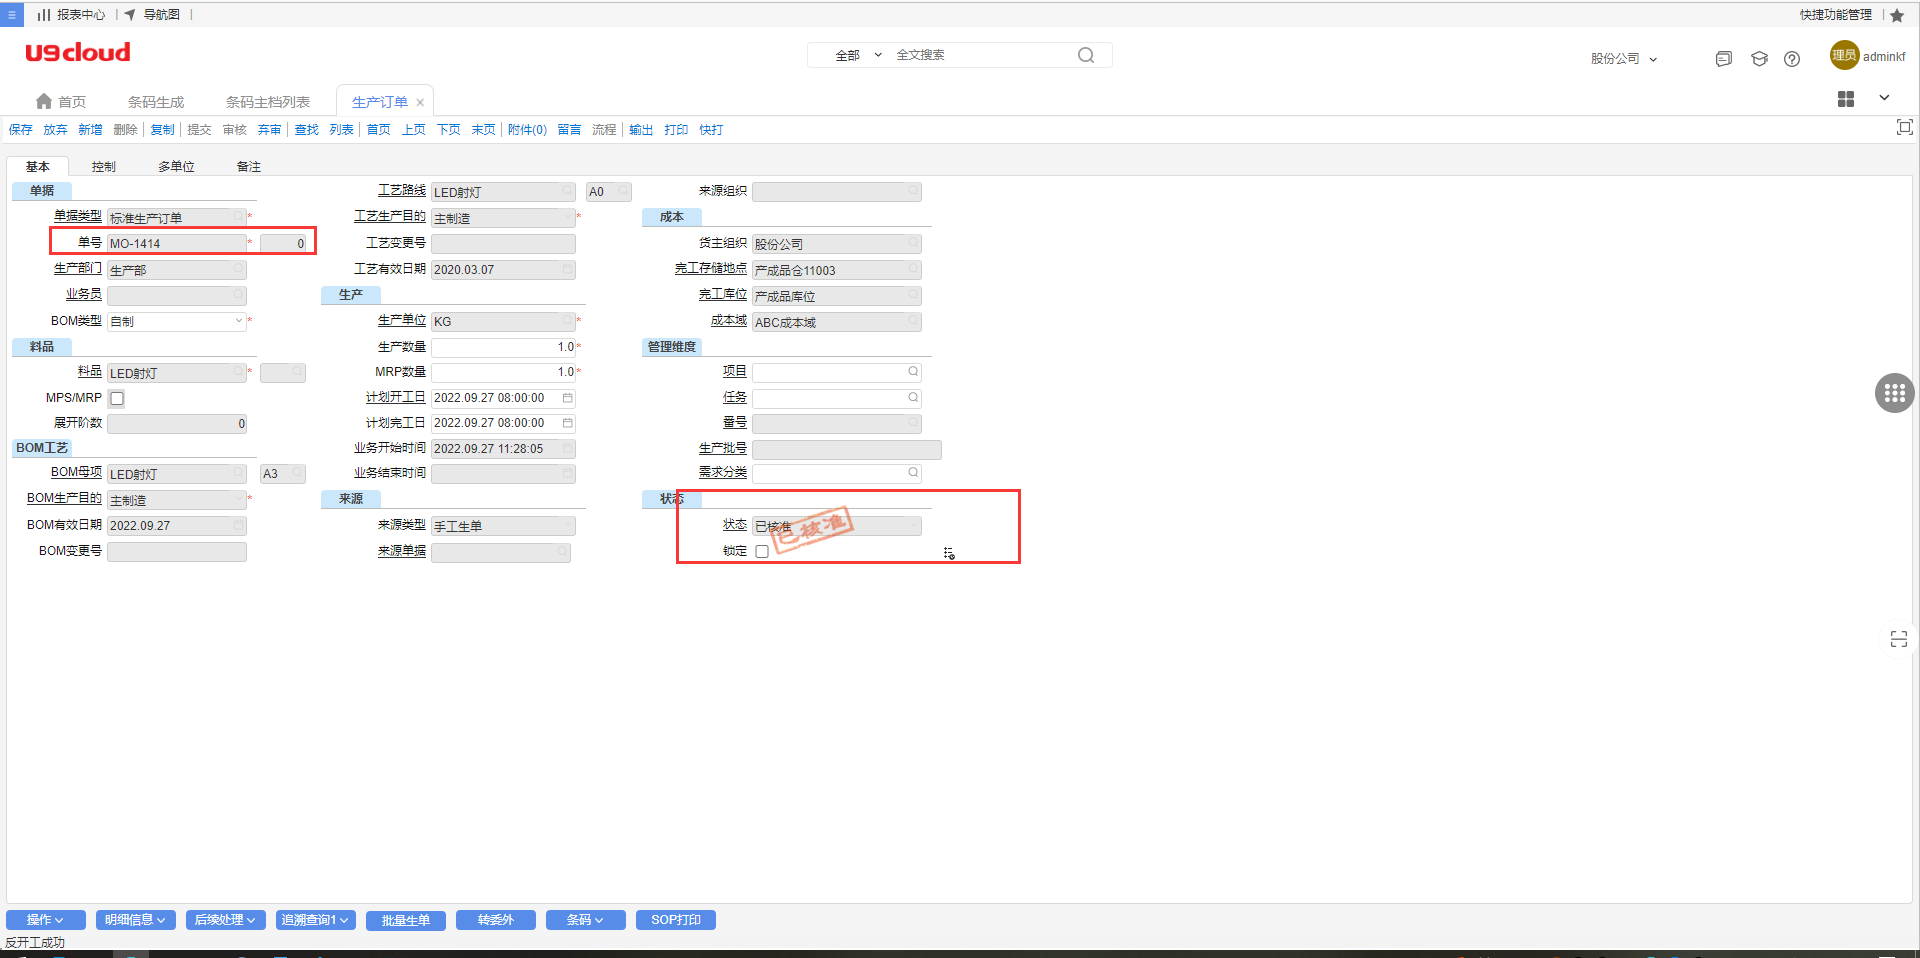 报表中心 | 导航图 |
快捷功能管理 |
U9cloud
全部 全文搜索
股份公司
理员 adminkf
首页 条码生成 条码主档列表 生产订单 ×
保存 放弃 新增 删除 复制 提交 审核 弃审 查找 列表 首页 上页 下页 末页 附件(0) 留言 流程 输出 打印 快打
基本 控制 多单位 备注
单据
单据类型 标准生产订单 *
单号 MO-1414 * 0
生产部门 生产部
业务员
BOM类型 自制 *
料品
料品 LED射灯 *
MPS/MRP
展开阶数 0
BOM工艺
BOM母项 LED射灯 A3
BOM生产目的 主制造 *
BOM有效日期 2022.09.27
BOM变更号
工艺路线 LED射灯 A0
工艺生产目的 主制造 *
工艺变更号
工艺有效日期 2020.03.07
生产
生产单位 KG *
生产数量 1.0 *
MRP数量 1.0 *
计划开工日 2022.09.27 08:00:00
计划完工日 2022.09.27 08:00:00
业务开始时间 2022.09.27 11:28:05
业务结束时间
来源
来源类型 手工生单
来源单据
来源组织
成本
货主组织 股份公司
完工存储地点 产成品仓11003
完工库位 产成品库位
成本域 ABC成本域
管理维度
项目
任务
番号
生产批号
需求分类
状态
状态 已核准
已核准
锁定
操作 明细信息 后续处理 追溯查询1 批量生单 转委外 条码 SOP打印
反开工成功